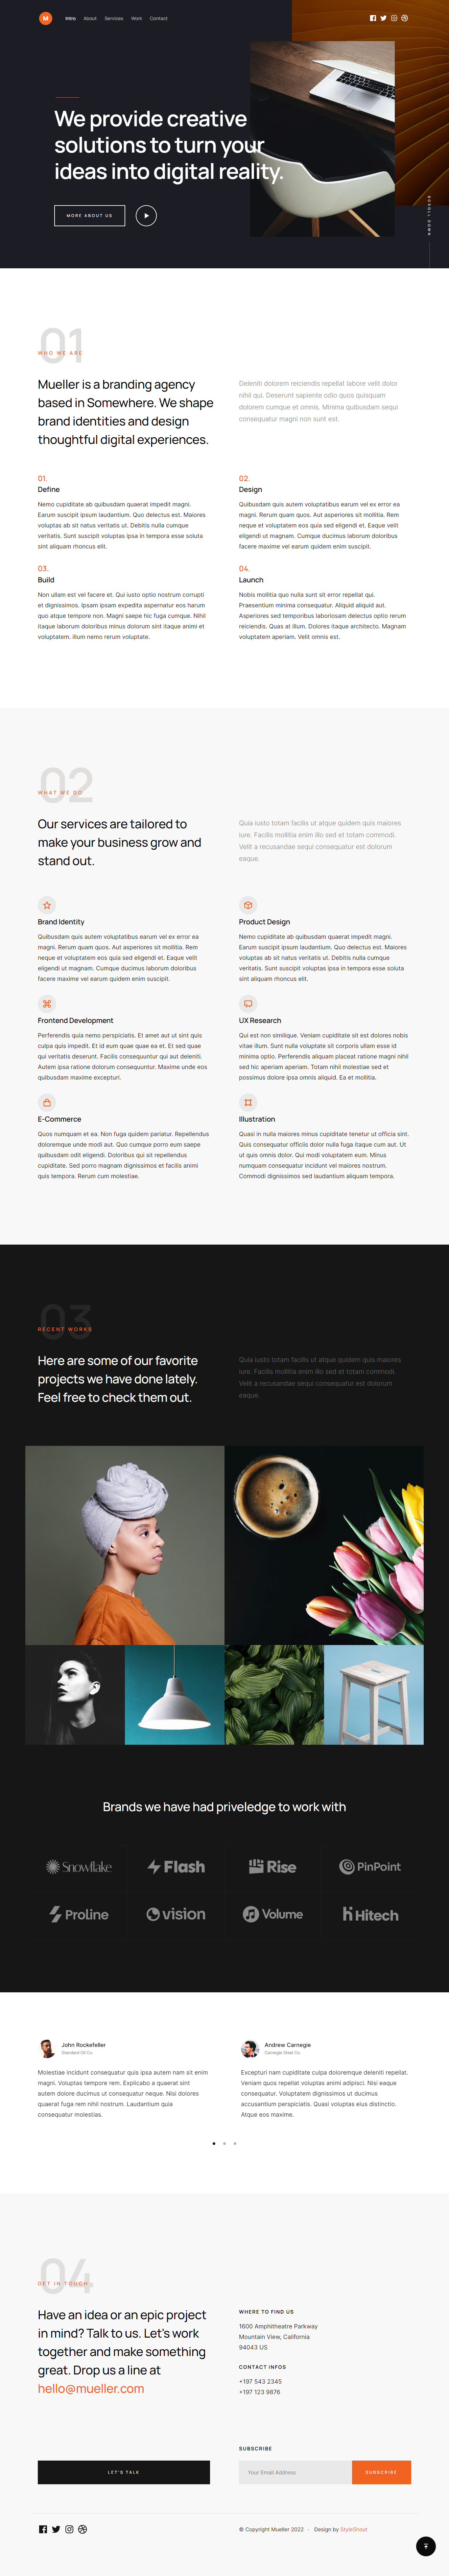 M Intro About Services Work Contact
We provide creative
solutions to turn your
ideas into digital reality.
MORE ABOUT US
SCROLL DOWN
01
WHO WE ARE
Mueller is a branding agency
based in Somewhere. We shape
brand identities and design
thoughtful digital experiences.
Deleniti dolorem reiciendis repellat labore velit dolor
nihil qui. Deserunt sapiente odio quos quisquam
dolorem cumque et omnis. Minima quibusdam sequi
consequatur magni non sunt est.
01.
Define
Nemo cupiditate ab quibusdam quaerat impedit magni.
Earum suscipit ipsum laudantium. Quo delectus est. Maiores
voluptas ab sit natus veritatis ut. Debitis nulla cumque
veritatis. Sunt suscipit voluptas ipsa in tempora esse soluta
sint aliquam rhoncus elit.
02.
Design
Quibusdam quis autem voluptatibus earum vel ex error ea
magni. Rerum quam quos. Aut asperiores sit mollitia. Rem
neque et voluptatem eos quia sed eligendi et. Eaque velit
eligendi ut magnam. Cumque ducimus laborum doloribus
facere maxime vel earum quidem enim suscipit.
03.
Build
Non ullam est vel facere et. Qui iusto optio nostrum corrupti
et dignissimos. Ipsam ipsam expedita aspernatur eos harum
quo atque tempore non. Magni saepe hic fuga cumque. Nihil
itaque laborum doloribus minus dolorum sint itaque animi et
voluptatem. illum nemo rerum voluptate.
04.
Launch
Nobis mollitia quo nulla sunt sit error repellat qui.
Praesentium minima consequatur. Aliquid aliquid aut.
Asperiores sed temporibus laboriosam delectus optio rerum
reiciendis. Quas at illum. Dolores itaque architecto. Magnam
voluptatem aperiam. Velit omnis est.
02
WHAT WE DO
Our services are tailored to
make your business grow and
stand out.
Quia iusto totam facilis ut atque quidem quis maiores
iure. Facilis mollitia enim illo sed et totam commodi.
Velit a recusandae sequi consequatur est dolorum
eaque.
Brand Identity
Quibusdam quis autem voluptatibus earum vel ex error ea
magni. Rerum quam quos. Aut asperiores sit mollitia. Rem
neque et voluptatem eos quia sed eligendi et. Eaque velit
eligendi ut magnam. Cumque ducimus laborum doloribus
facere maxime vel earum quidem enim suscipit.
Product Design
Nemo cupiditate ab quibusdam quaerat impedit magni.
Earum suscipit ipsum laudantium. Quo delectus est. Maiores
voluptas ab sit natus veritatis ut. Debitis nulla cumque
veritatis. Sunt suscipit voluptas ipsa in tempora esse soluta
sint aliquam rhoncus elit.
Frontend Development
Perferendis quia nemo perspiciatis. Et amet aut ut sint quis
culpa quis impedit. Et id eum quae quae ea et. Et sed quae
qui veritatis deserunt. Facilis consequuntur qui aut deleniti.
Autem ipsa ratione dolorum consequuntur. Maxime unde eos
quibusdam maxime excepturi.
UX Research
Qui est non similique. Veniam cupiditate sit est dolores nobis
vitae illum. Sunt nulla voluptate sit corporis ullam esse id
minima optio. Perferendis aliquam placeat ratione magni nihil
sed hic aperiam aperiam. Totam nihil molestiae sed et
possimus dolore ipsa omnis aliquid. Ea et mollitia.
E-Commerce
Quos numquam et ea. Non fuga quidem pariatur. Repellendus
doloremque unde modi aut. Quo cumque porro eum saepe
quibusdam odit eligendi. Doloribus qui sit repellendus
cupiditate. Sed porro magnam dignissimos et facilis animi
quis tempora. Rerum cum molestiae.
Illustration
Quasi in nulla maiores minus cupiditate tenetur ut officia sint.
Quis consequatur officiis dolor nulla fuga itaque cum aut. Ut
ut quis omnis dolor. Qui modi voluptatem eum. Minus
numquam consequatur incidunt vel maiores nostrum.
Commodi dignissimos sed laudantium aliquam tempora.
03
RECENT WORKS
Here are some of our favorite
projects we have done lately.
Feel free to check them out.
Quia iusto totam facilis ut atque quidem quis maiores
iure. Facilis mollitia enim illo sed et totam commodi.
Velit a recusandae sequi consequatur est dolorum
eaque.
Brands we have had priveledge to work with
Snowflake Flash Rise PinPoint
Proline vision Volume Hitech
John Rockefeller
Standard Oil Co.
Molestiae incidunt consequatur quis ipsa autem nam sit enim
magni. Voluptas tempore rem. Explicabo a quaerat sint
autem dolore ducimus ut consequatur neque. Nisi dolores
quaerat fuga rem nihil nostrum. Laudantium quia
consequatur molestias.
Andrew Carnegie
Carnegie Steel Co.
Excepturi nam cupiditate culpa doloremque deleniti repellat.
Veniam quos repellat voluptas animi adipisci. Nisi eaque
consequatur. Voluptatem dignissimos ut ducimus
accusantium perspiciatis. Quasi voluptas eius distinctio.
Atque eos maxime.
04
GET IN TOUCH
Have an idea or an epic project
in mind? Talk to us. Let's work
together and make something
great. Drop us a line at
hello@mueller.com
WHERE TO FIND US
1600 Amphitheatre Parkway
Mountain View, California
94043 US
CONTACT INFOS
+197 543 2345
+197 123 9876
LET'S TALK
SUBSCRIBE
Your Email Address SUBSCRIBE
© Copyright Mueller 2022 Design by StyleShout